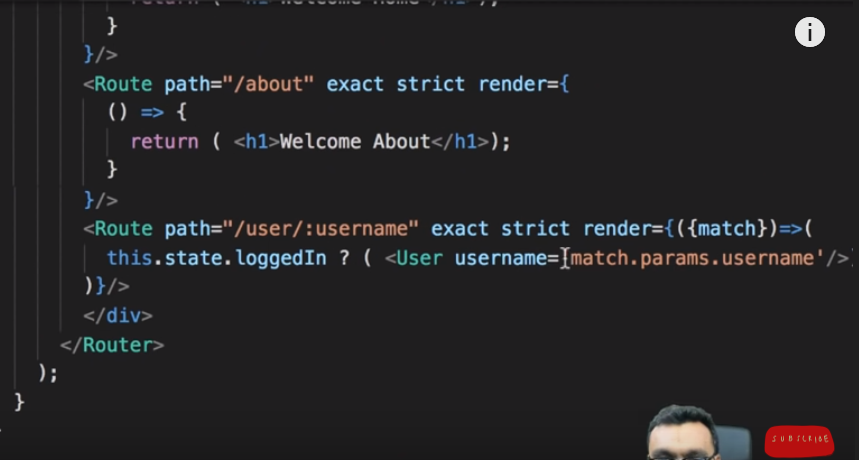 return ( <h1>Welcome Home</h1>);
}
}/>
<Route path="/about" exact strict render={
() => {
return ( <h1>Welcome About</h1>);
}
}/>
<Route path="/user/:username" exact strict render={({match})=>(
this.state.loggedIn ? ( <User username=match.params.username'/>)
)}/>
</div>
</Router>
);
}
i
SUBSCRIBE